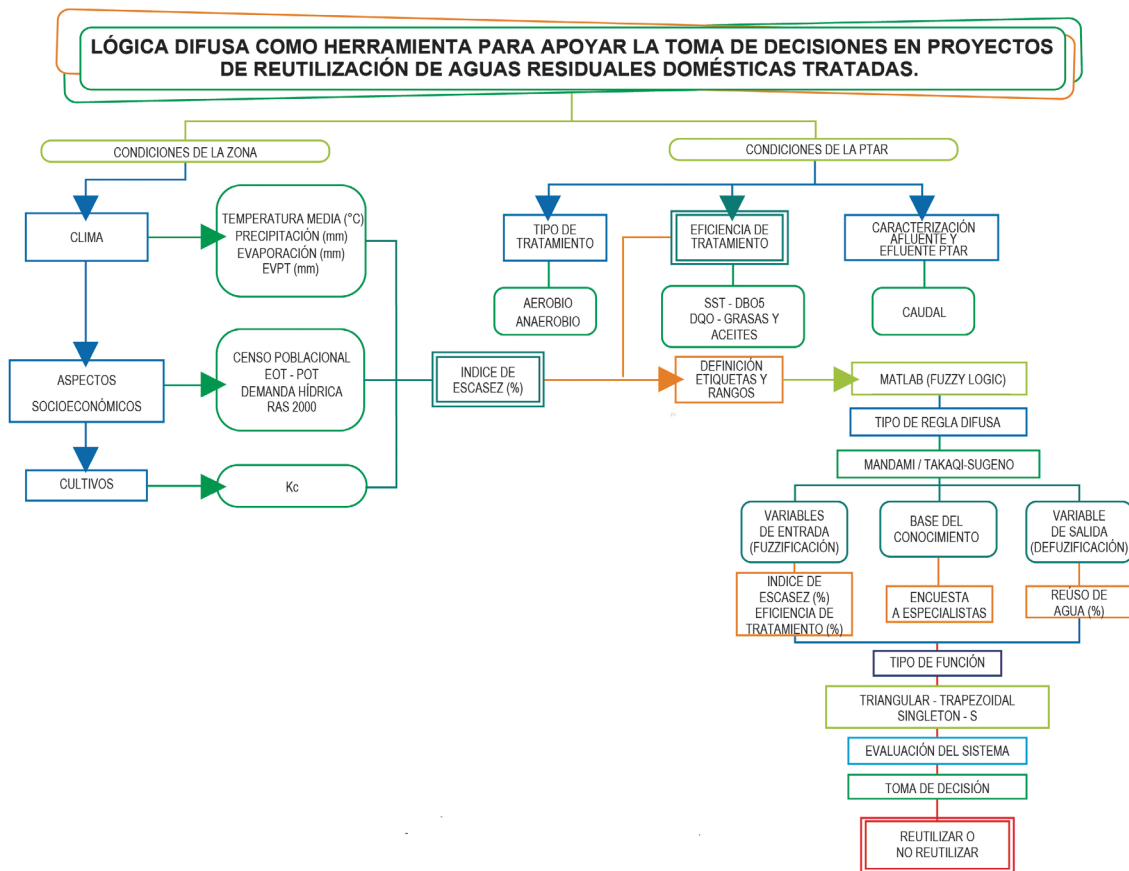 LÓGICA DIFUSA COMO HERRAMIENTA PARA APOYAR LA TOMA DE DECISIONES EN PROYECTOS
DE REUTILIZACIÓN DE AGUAS RESIDUALES DOMÉSTICAS TRATADAS.
CONDICIONES DE LA ZONA
CONDICIONES DE LA PTAR
CLIMA
TEMPERATURA MEDIA (°C)
PRECIPITACIÓN (mm)
EVAPORACIÓN (mm)
EVPT (mm)
TIPO DE
TRATAMIENTO
EFICIENCIA DE
TRATAMIENTO
CARACTERIZACIÓN
AFLUENTE Y
EFLUENTE PTAR
AEROBIO
ANAEROBIO
SST - DBO5
DQO - GRASAS Y
ACEITES
CAUDAL
ASPECTOS
SOCIOECONÓMICOS
CENSO POBLACIONAL
EOT - POT
DEMANDA HÍDRICA
RAS 2000
INDICE DE
ESCASEZ (%)
DEFINICIÓN
ETIQUETAS Y
RANGOS
MATLAB (FUZZY LOGIC)
TIPO DE REGLA DIFUSA
CULTIVOS
Kc
MANDAMI / TAKAQI-SUGENO
VARIABLES
DE ENTRADA
(FUZZIFICACIÓN)
BASE DEL
CONOCIMIENTO
VARIABLE
DE SALIDA
(DEFUZIFICACIÓN)
INDICE DE
ESCASEZ (%)
EFICIENCIA DE
TRATAMIENTO (%)
ENCUESTA
A ESPECIALISTAS
REÚSO DE
AGUA (%)
TIPO DE FUNCIÓN
TRIANGULAR - TRAPEZOIDAL
SINGLETON - S
EVALUACIÓN DEL SISTEMA
TOMA DE DECISIÓN
REUTILIZAR O
NO REUTILIZAR